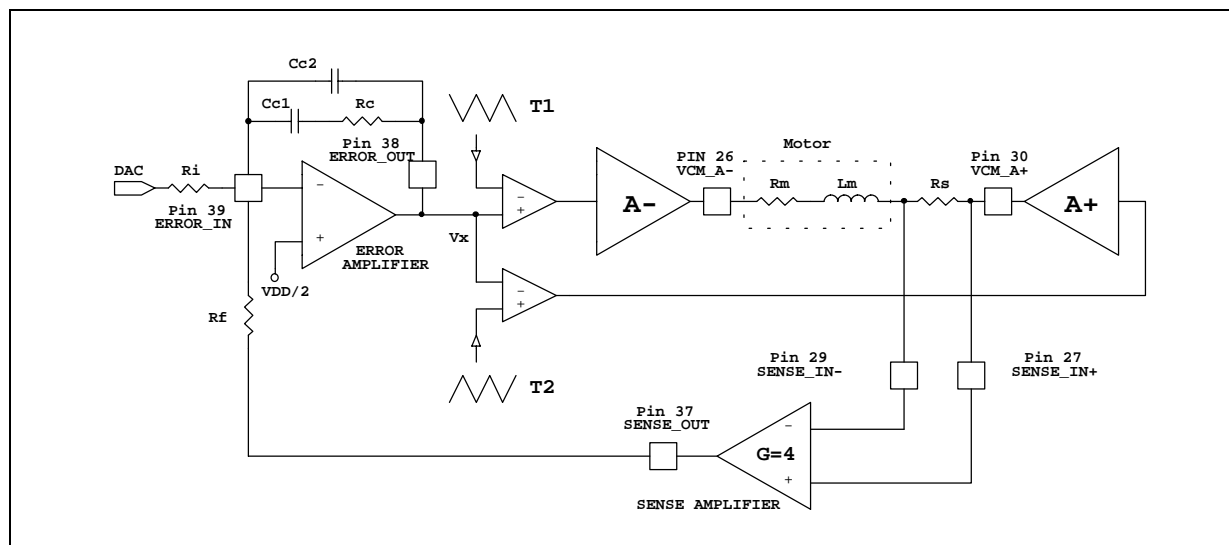 Cc2
Cc1
Rc
T1
Pin 38
ERROR_OUT
Motor
DAC
Ri
PIN 26
VCM_A-
Pin 30
VCM_A+
Rm
Lm
Rs
-
+
-
+
A-
A+
Pin 39
ERROR_IN
ERROR
AMPLIFIER
Vx
VDD/2
-
+
Rf
Pin 29
SENSE_IN-
Pin 27
SENSE_IN+
T2
Pin 37
SENSE_OUT
-
G=4
+
SENSE AMPLIFIER